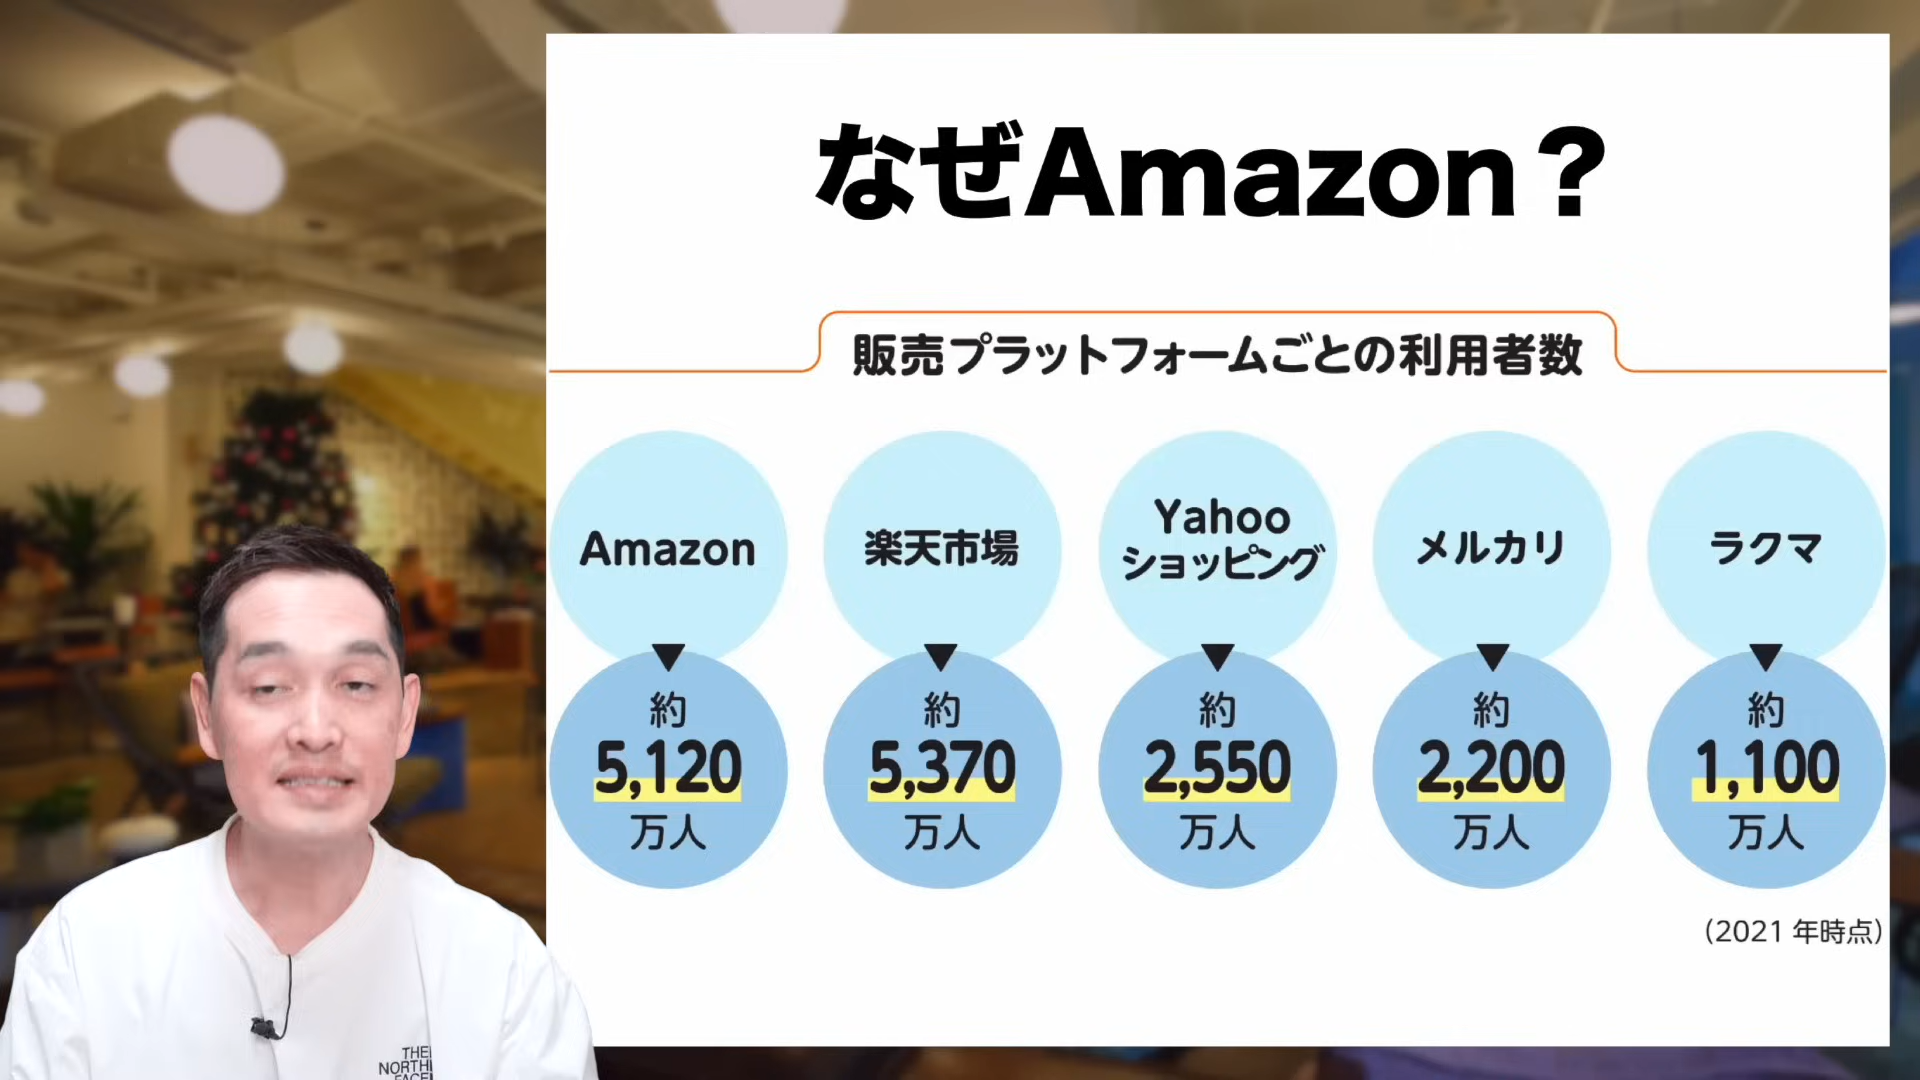 なぜAmazon？
販売プラットフォームごとの利用者数
Amazon
約
5,120
万人
楽天市場
約
5,370
万人
Yahoo
ショッピング
約
2,550
万人
メルカリ
約
2,200
万人
ラクマ
約
1,100
万人
（2021 年時点）
THE
NORTH
FACE